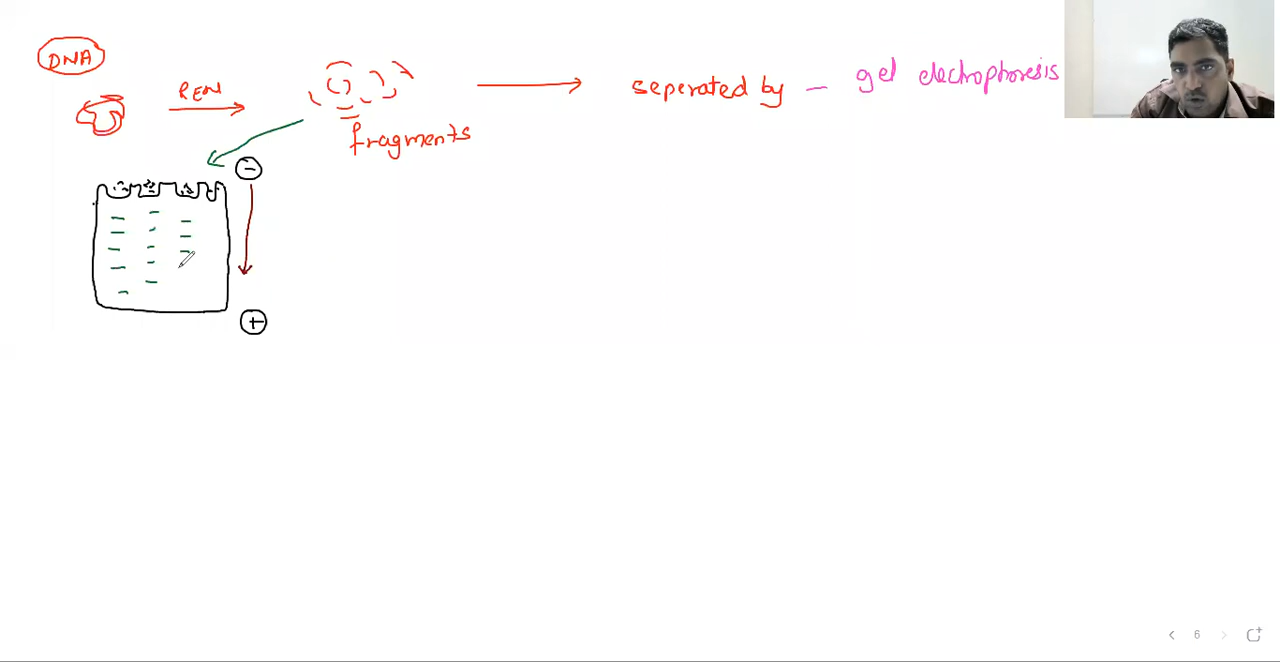 DNA
REN
fragments
seperated by – gel electrophoresis
−
+
6